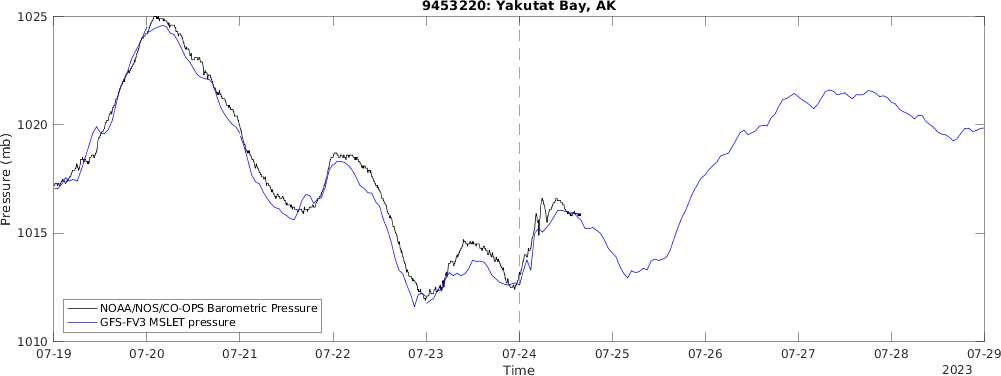 9453220: Yakutat Bay, AK
1025
1020
1015
1010
Pressure (mb)
NOAA/NOS/CO-OPS Barometric Pressure
GFS-FV3 MSLET pressure
07-19 07-20 07-21 07-22 07-23 07-24 07-25 07-26 07-27 07-28 07-29
Time
2023